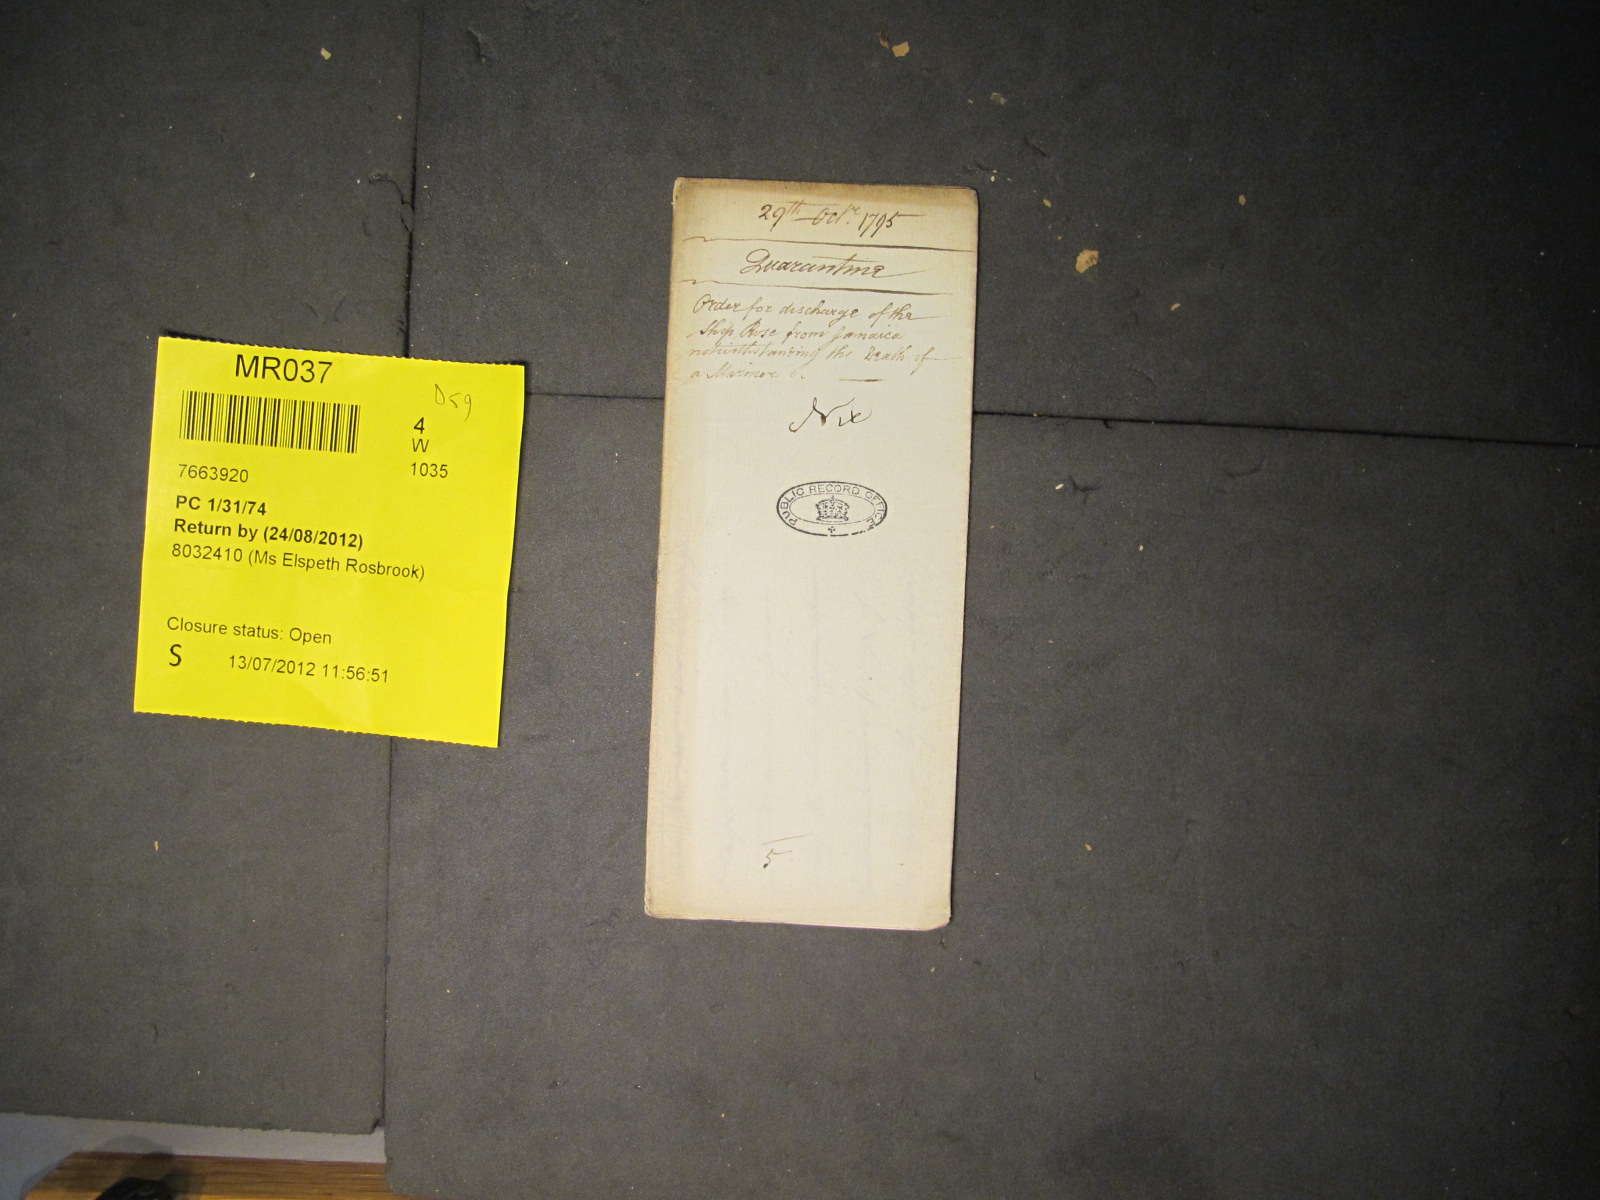 MR037
D59
4
W
1035
7663920
PC 1/31/74
Return by (24/08/2012)
8032410 (Ms Elspeth Rosbrook)
Closure status: Open
S 13/07/2012 11:56:51
29th Octr. 1795
Quarantine
Order for discharge of the
Ship Rose from Jamaica
notwithstanding the Death of
a Mariner
PUBLIC RECORD OFFICE
5